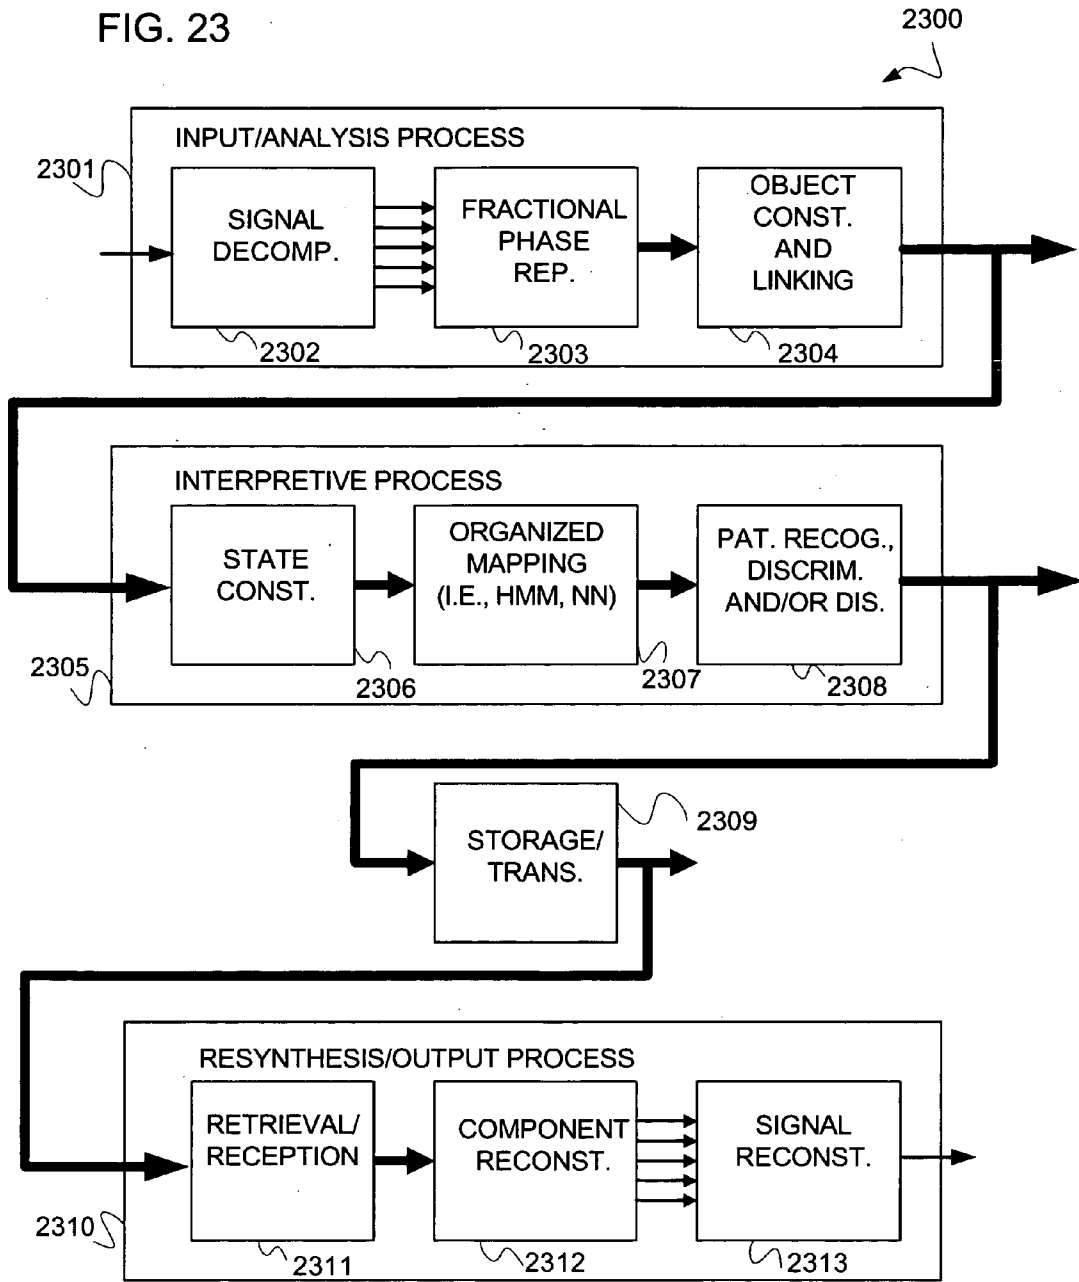 FIG. 23
2300
INPUT/ANALYSIS PROCESS
2301
SIGNAL
DECOMP.
FRACTIONAL
PHASE
REP.
OBJECT
CONST.
AND
LINKING
2302
2303
2304
INTERPRETIVE PROCESS
STATE
CONST.
ORGANIZED
MAPPING
(I.E., HMM, NN)
PAT. RECOG.,
DISCRIM.
AND/OR DIS.
2305
2306
2307
2308
STORAGE/
TRANS.
2309
RESYNTHESIS/OUTPUT PROCESS
RETRIEVAL/
RECEPTION
COMPONENT
RECONST.
SIGNAL
RECONST.
2310
2311
2312
2313